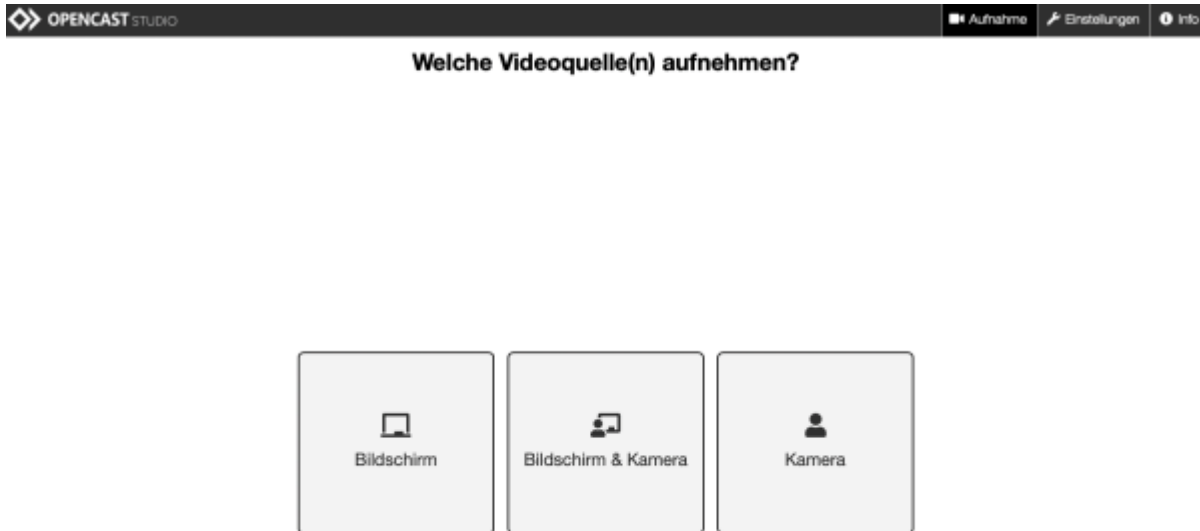 OPENCAST STUDIO
Aufnahme
Einstellungen
Info
Welche Videoquelle(n) aufnehmen?
Bildschirm
Bildschirm & Kamera
Kamera